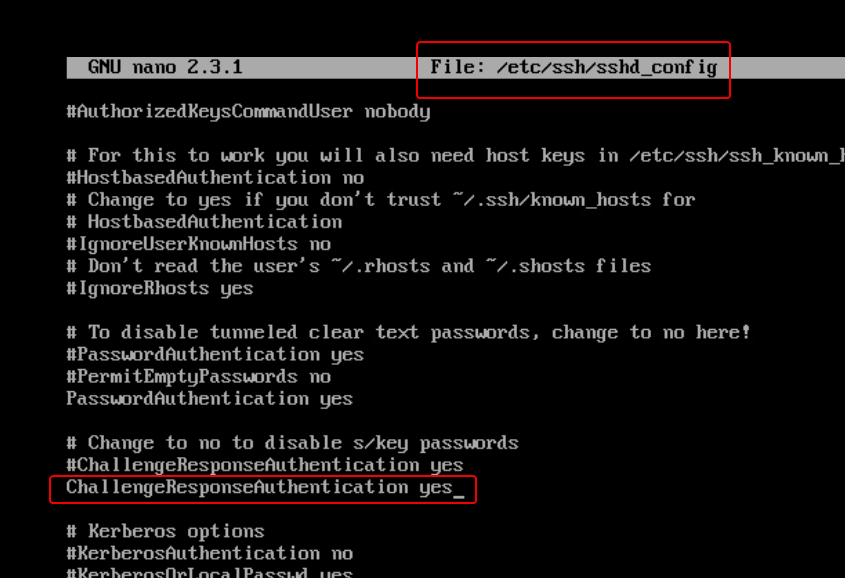 GNU nano 2.3.1 File: /etc/ssh/sshd_config
#AuthorizedKeysCommandUser nobody
# For this to work you will also need host keys in /etc/ssh/ssh_known_h
#HostbasedAuthentication no
# Change to yes if you don't trust ~/.ssh/known_hosts for
# HostbasedAuthentication
#IgnoreUserKnownHosts no
# Don't read the user's ~/.rhosts and ~/.shosts files
#IgnoreRhosts yes
# To disable tunneled clear text passwords, change to no here!
#PasswordAuthentication yes
#PermitEmptyPasswords no
PasswordAuthentication yes
# Change to no to disable s/key passwords
#ChallengeResponseAuthentication yes
ChallengeResponseAuthentication yes_
# Kerberos options
#KerberosAuthentication no
#KerberosOrLocalPasswd yes